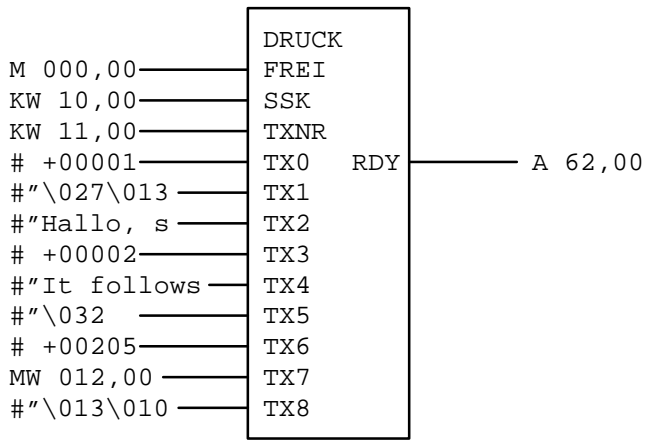 DRUCK
M 000,00 FREI
KW 10,00 SSK
KW 11,00 TXNR
# +00001 TX0 RDY A 62,00
#"\027\013 TX1
#"Hallo, s TX2
# +00002 TX3
#"It follows TX4
#"\032 TX5
# +00205 TX6
MW 012,00 TX7
#"\013\010 TX8